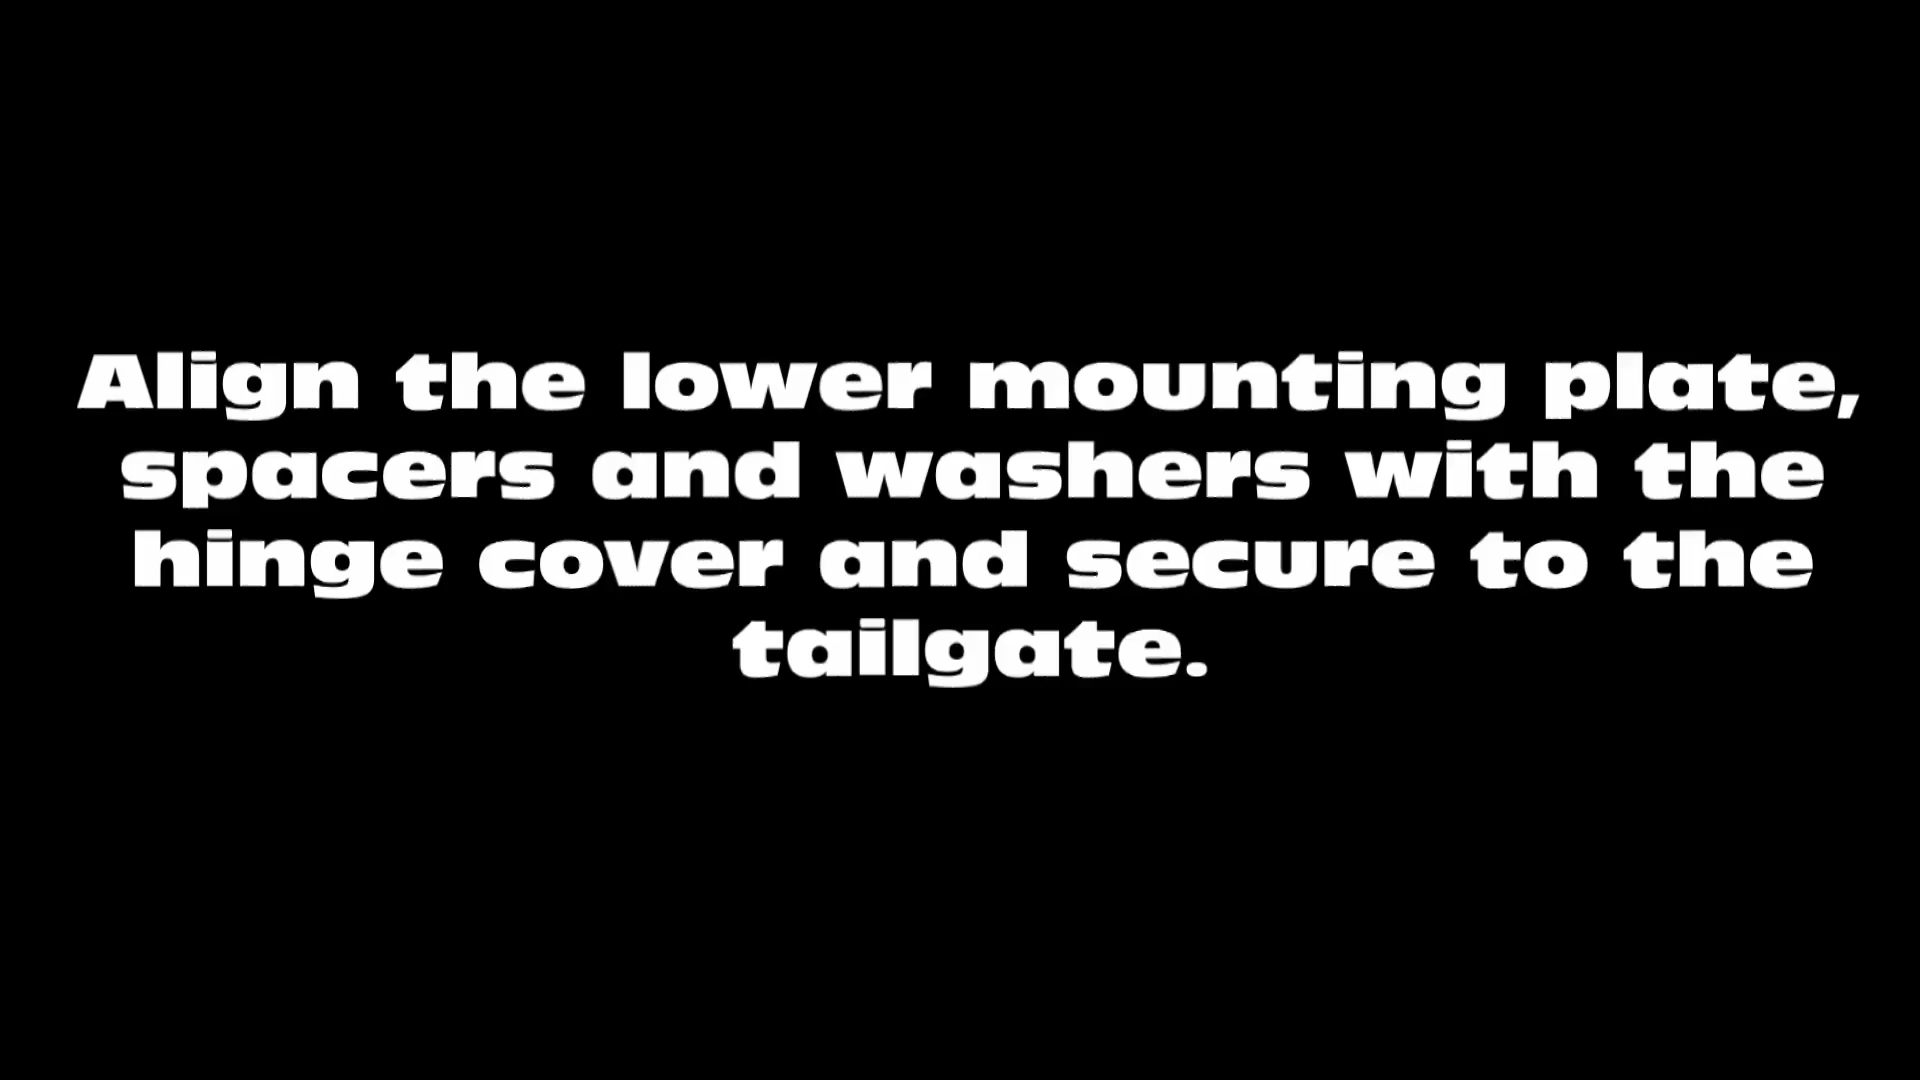 Align the lower mounting plate,
spacers and washers with the
hinge cover and secure to the
tailgate.